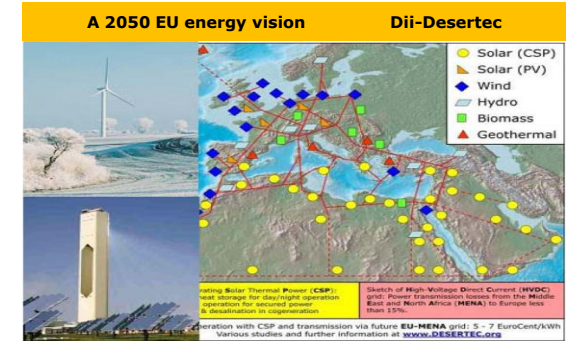 A 2050 EU energy vision Dii-Desertec
Solar (CSP)
Solar (PV)
Wind
Hydro
Biomass
Geothermal
rating Solar Thermal Power (CSP):
heat storage for day/night operation
operation for secured power
& desalination in cogeneration
Sketch of High-Voltage Direct Current (HVDC)
grid: Power transmission losses from the Middle
East and North Africa (MENA) to Europe less
than 15%.
eration with CSP and transmission via future EU-MENA grid: 5 - 7 EuroCent/kWh
Various studies and further information at www.DESERTEC.org